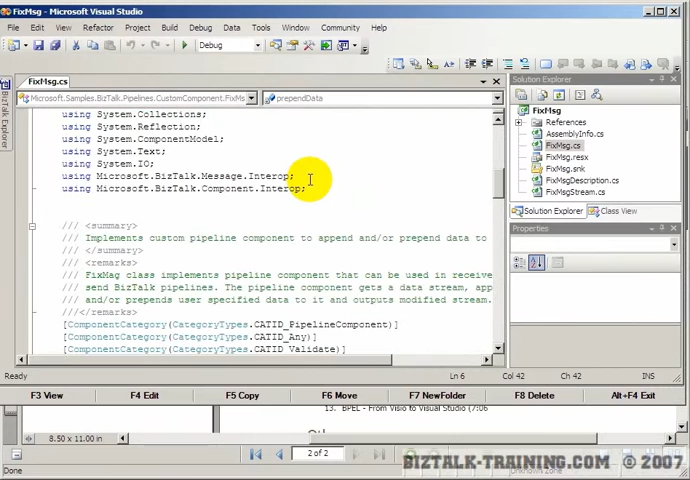 FixMsg - Microsoft Visual Studio
File Edit View Refactor Project Build Debug Data Tools Window Community Help
Debug
FixMsg.cs
Microsoft.Samples.BizTalk.Pipelines.CustomComponent.FixMs
prependData
BizTalk Explorer
using System.Collections;
using System.Reflection;
using System.ComponentModel;
using System.Text;
using System.IO;
using Microsoft.BizTalk.Message.Interop;
using Microsoft.BizTalk.Component.Interop;
/// <summary>
/// Implements custom pipeline component to append and/or prepend data to
/// </summary>
/// <remarks>
/// FixMag class implements pipeline component that can be used in receive
/// send BizTalk pipelines. The pipeline component gets a data stream, app
/// and/or prepends user specified data to it and outputs modified stream.
///</remarks>
[ComponentCategory(CategoryTypes.CATID_PipelineComponent)]
[ComponentCategory(CategoryTypes.CATID_Any)]
[ComponentCategory(CategoryTypes.CATID_Validate)]
Solution Explorer
FixMsg
References
AssemblyInfo.cs
FixMsg.cs
FixMsg.resx
FixMsg.snk
FixMsgDescription.cs
FixMsgStream.cs
Solution Explorer Class View
Properties
Ready Ln 6 Col 42 Ch 42 INS
F3 View F4 Edit F5 Copy F6 Move F7 NewFolder F8 Delete Alt+F4 Exit
13. BPEL - From Visio to Visual Studio (7:06
8.50 x 11.00 in
2 of 2
Done
Unknown Zone
BIZTALK-TRAINING.COM © 2007